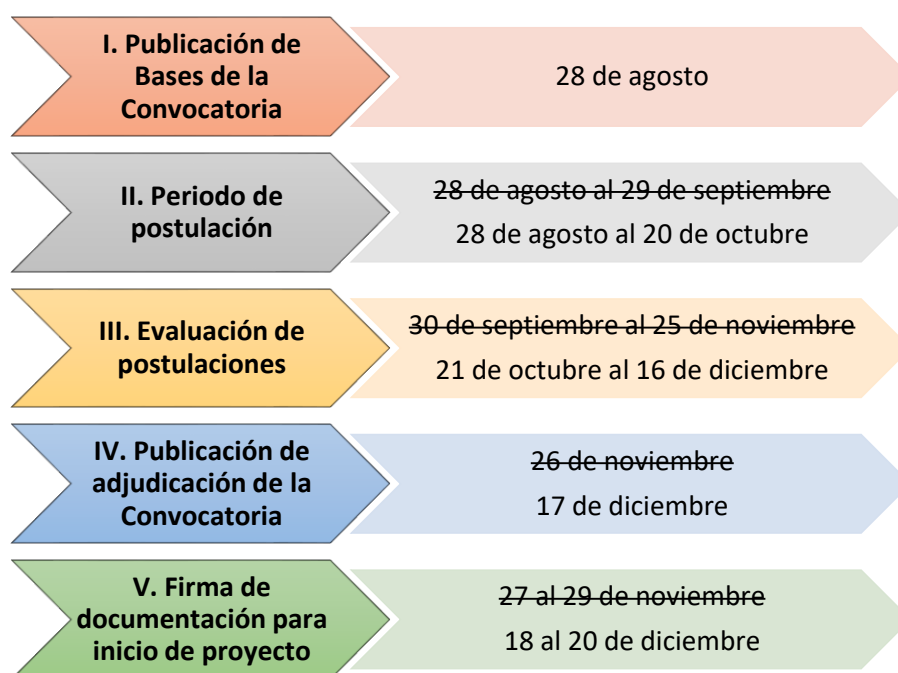 I. Publicación de
Bases de la
Convocatoria
28 de agosto
II. Periodo de
postulación
28 de agosto al 29 de septiembre
28 de agosto al 20 de octubre
III. Evaluación de
postulaciones
30 de septiembre al 25 de noviembre
21 de octubre al 16 de diciembre
IV. Publicación de
adjudicación de la
Convocatoria
26 de noviembre
17 de diciembre
V. Firma de
documentación para
inicio de proyecto
27 al 29 de noviembre
18 al 20 de diciembre